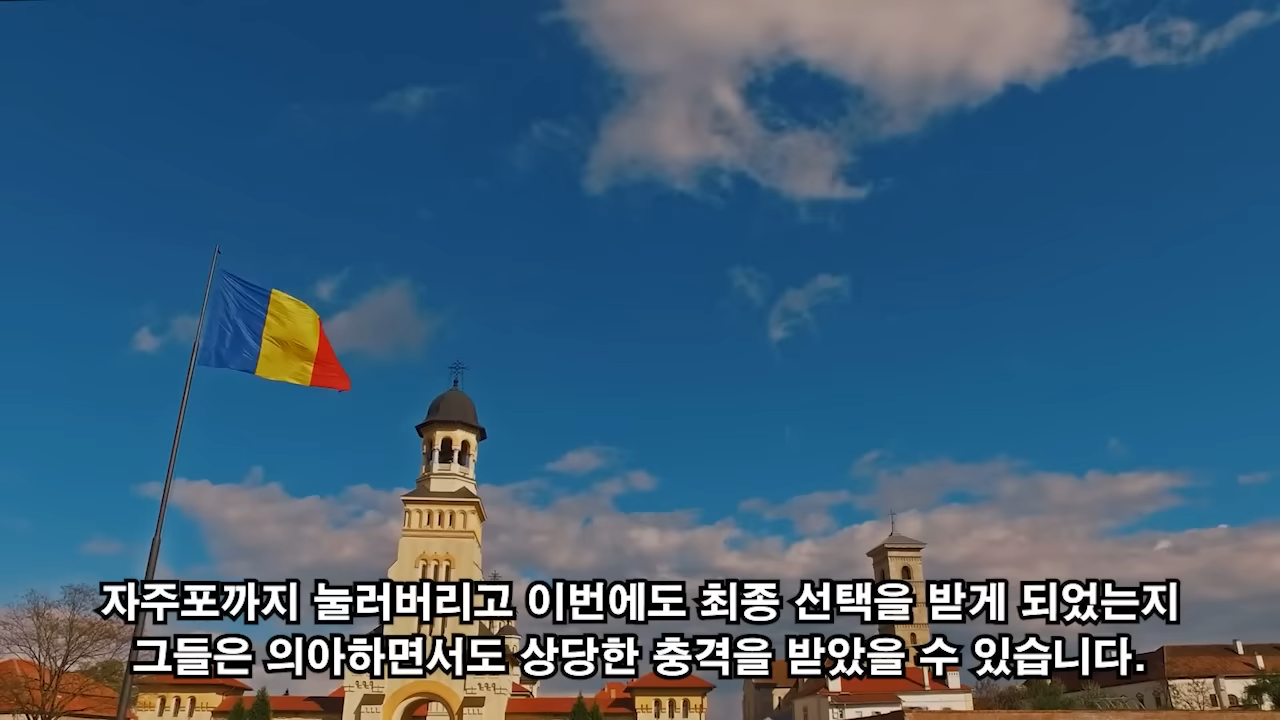 자주포까지 눌러버리고 이번에도 최종 선택을 받게 되었는지
그들은 의아하면서도 상당한 충격을 받았을 수 있습니다.